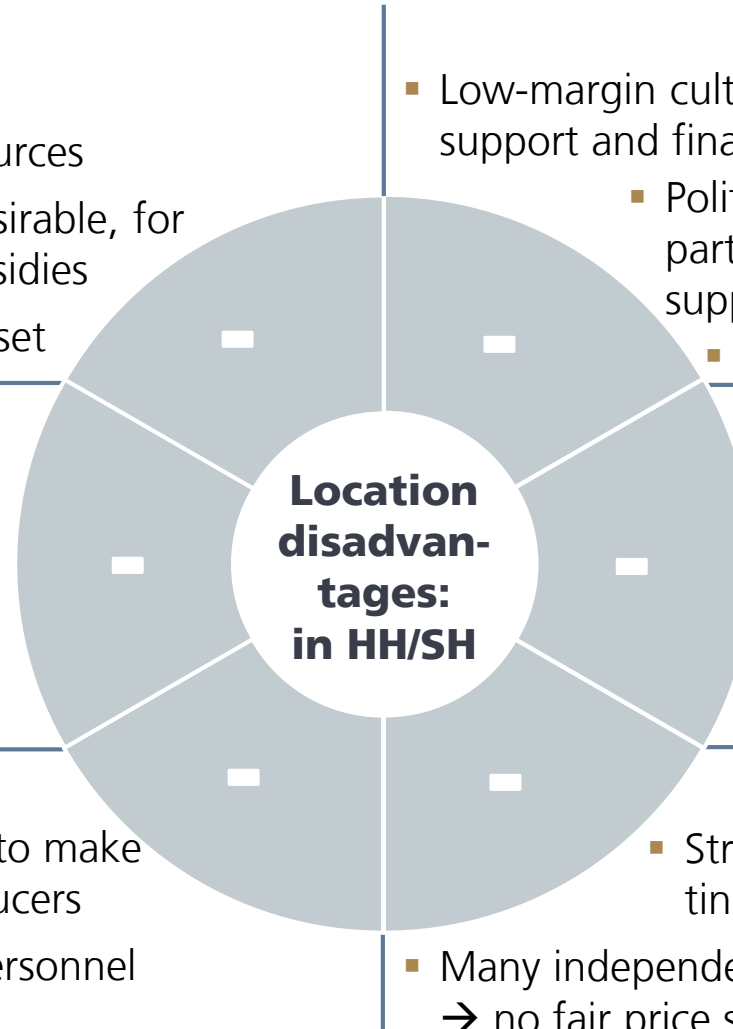 urces
sirable, for
sidies
set
▪ Low-margin cult
support and fina
▪ Polit
part
supp
▪
-
-
-
-
-
-
Location
disadvan-
tages:
in HH/SH
to make
ucers
ersonnel
▪ Str
tin
▪ Many independe
→ no fair price s